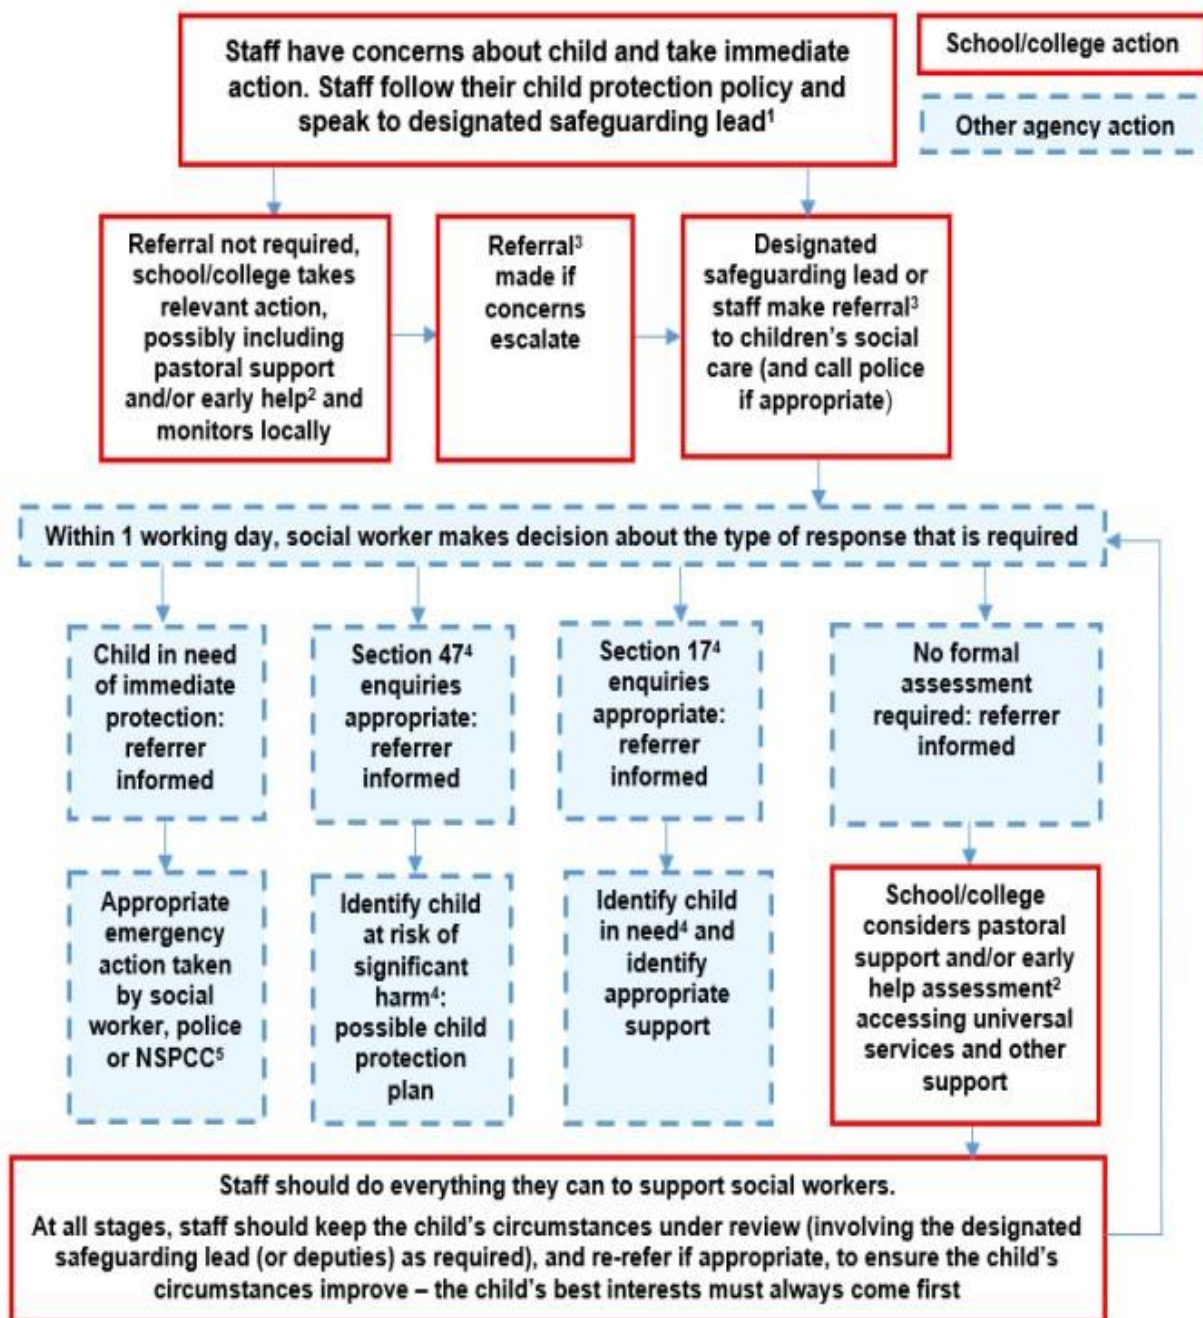 Staff have concerns about child and take immediate
action. Staff follow their child protection policy and
speak to designated safeguarding lead¹
School/college action
Other agency action
Referral not required,
school/college takes
relevant action,
possibly including
pastoral support
and/or early help² and
monitors locally
Referral³
made if
concerns
escalate
Designated
safeguarding lead or
staff make referral³
to children's social
care (and call police
if appropriate)
Within 1 working day, social worker makes decision about the type of response that is required
Child in need
of immediate
protection:
referrer
informed
Section 47⁴
enquiries
appropriate:
referrer
informed
Section 17⁴
enquiries
appropriate:
referrer
informed
No formal
assessment
required: referrer
informed
Appropriate
emergency
action taken
by social
worker, police
or NSPCC⁵
Identify child
at risk of
significant
harm⁴:
possible child
protection
plan
Identify child
in need⁴ and
identify
appropriate
support
School/college
considers pastoral
support and/or early
help assessment²
accessing universal
services and other
support
Staff should do everything they can to support social workers.
At all stages, staff should keep the child's circumstances under review (involving the designated
safeguarding lead (or deputies) as required), and re-refer if appropriate, to ensure the child's
circumstances improve – the child's best interests must always come first